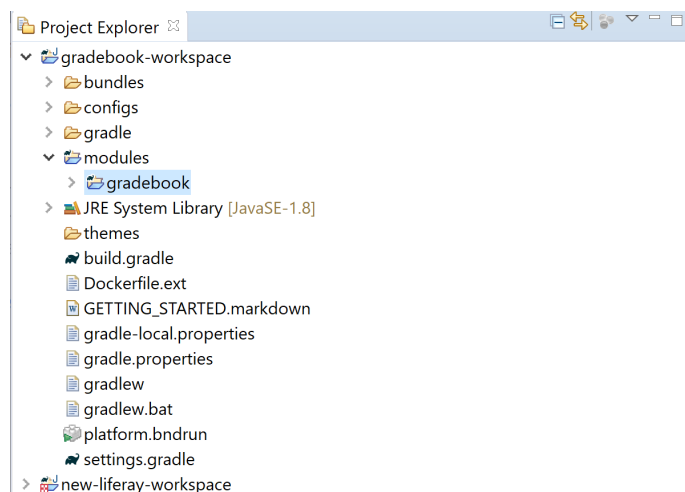 Project Explorer
gradebook-workspace
bundles
configs
gradle
modules
gradebook
JRE System Library [JavaSE-1.8]
themes
build.gradle
Dockerfile.ext
GETTING_STARTED.markdown
gradle-local.properties
gradle.properties
gradlew
gradlew.bat
platform.bndrun
settings.gradle
new-liferay-workspace